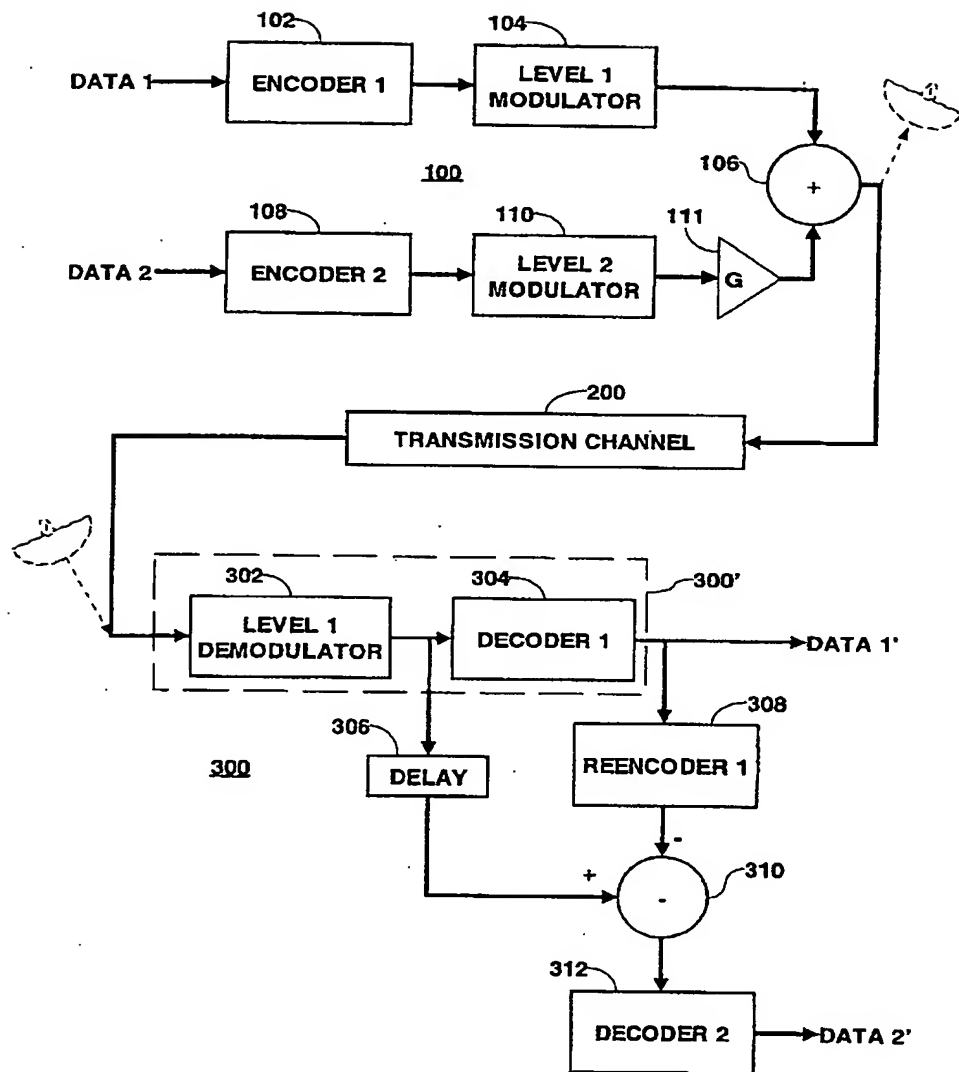 102
104
DATA 1
ENCODER 1
LEVEL 1
MODULATOR
106
+
100
108
110
111
DATA 2
ENCODER 2
LEVEL 2
MODULATOR
G
200
TRANSMISSION CHANNEL
302
304
300'
LEVEL 1
DEMODULATOR
DECODER 1
DATA 1'
306
308
300
DELAY
REENCODER 1
-
+
310
-
312
DECODER 2
DATA 2'